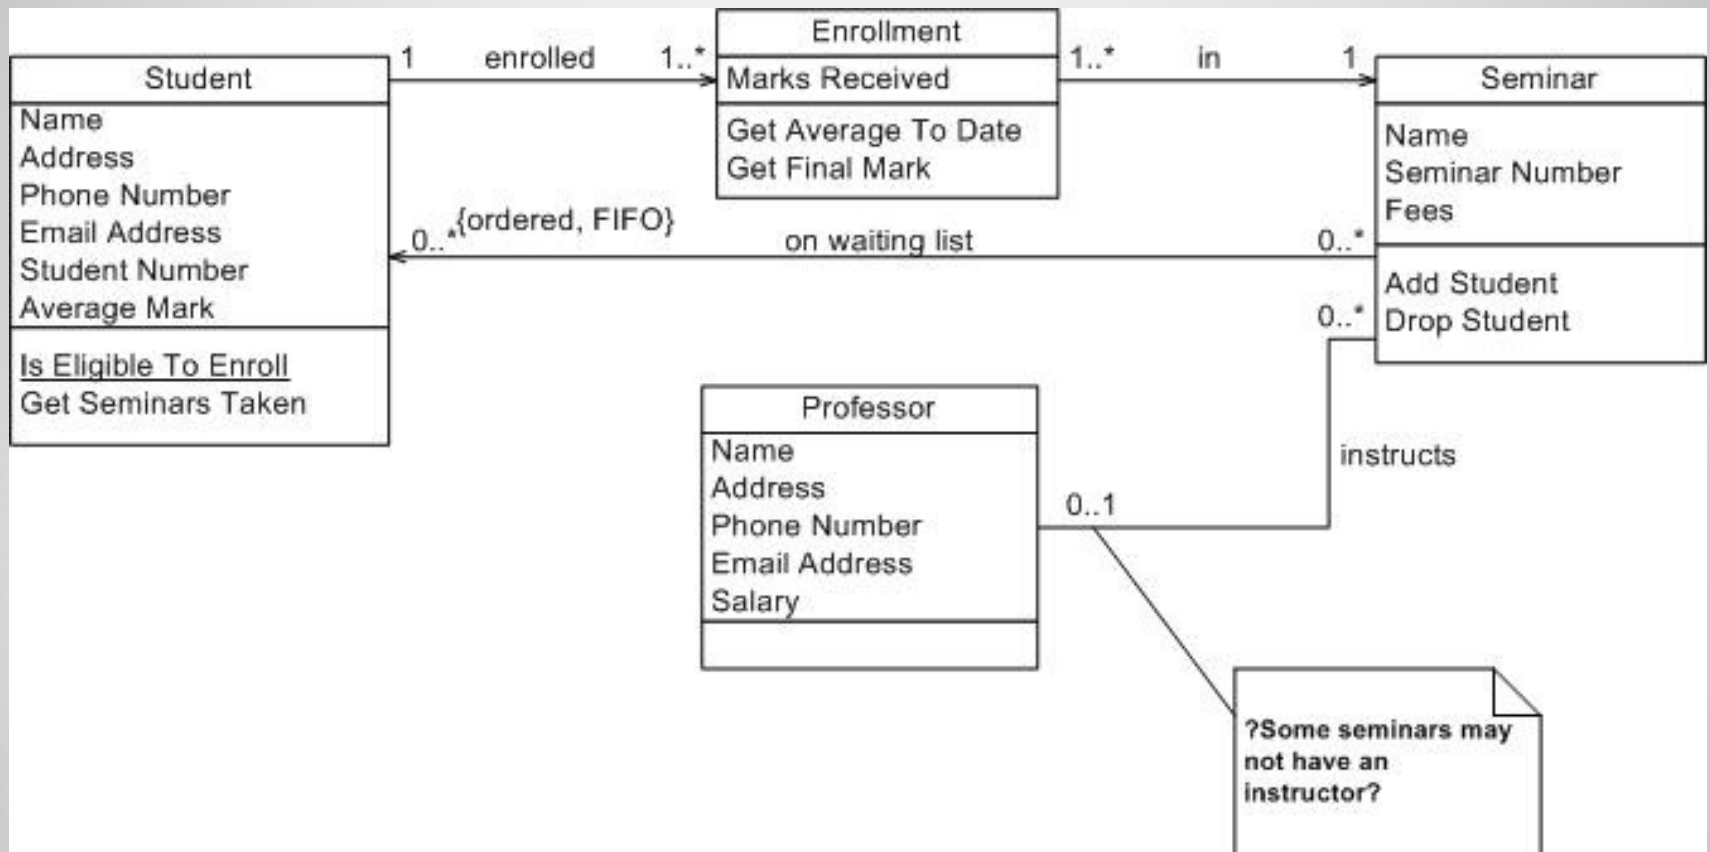 Student
Name
Address
Phone Number
Email Address
Student Number
Average Mark
Is Eligible To Enroll
Get Seminars Taken
1 enrolled 1..*
Enrollment
Marks Received
Get Average To Date
Get Final Mark
1..* in 1
Seminar
Name
Seminar Number
Fees
Add Student
Drop Student
0..* {ordered, FIFO} on waiting list 0..*
0..*
instructs
0..1
Professor
Name
Address
Phone Number
Email Address
Salary
?Some seminars may
not have an
instructor?